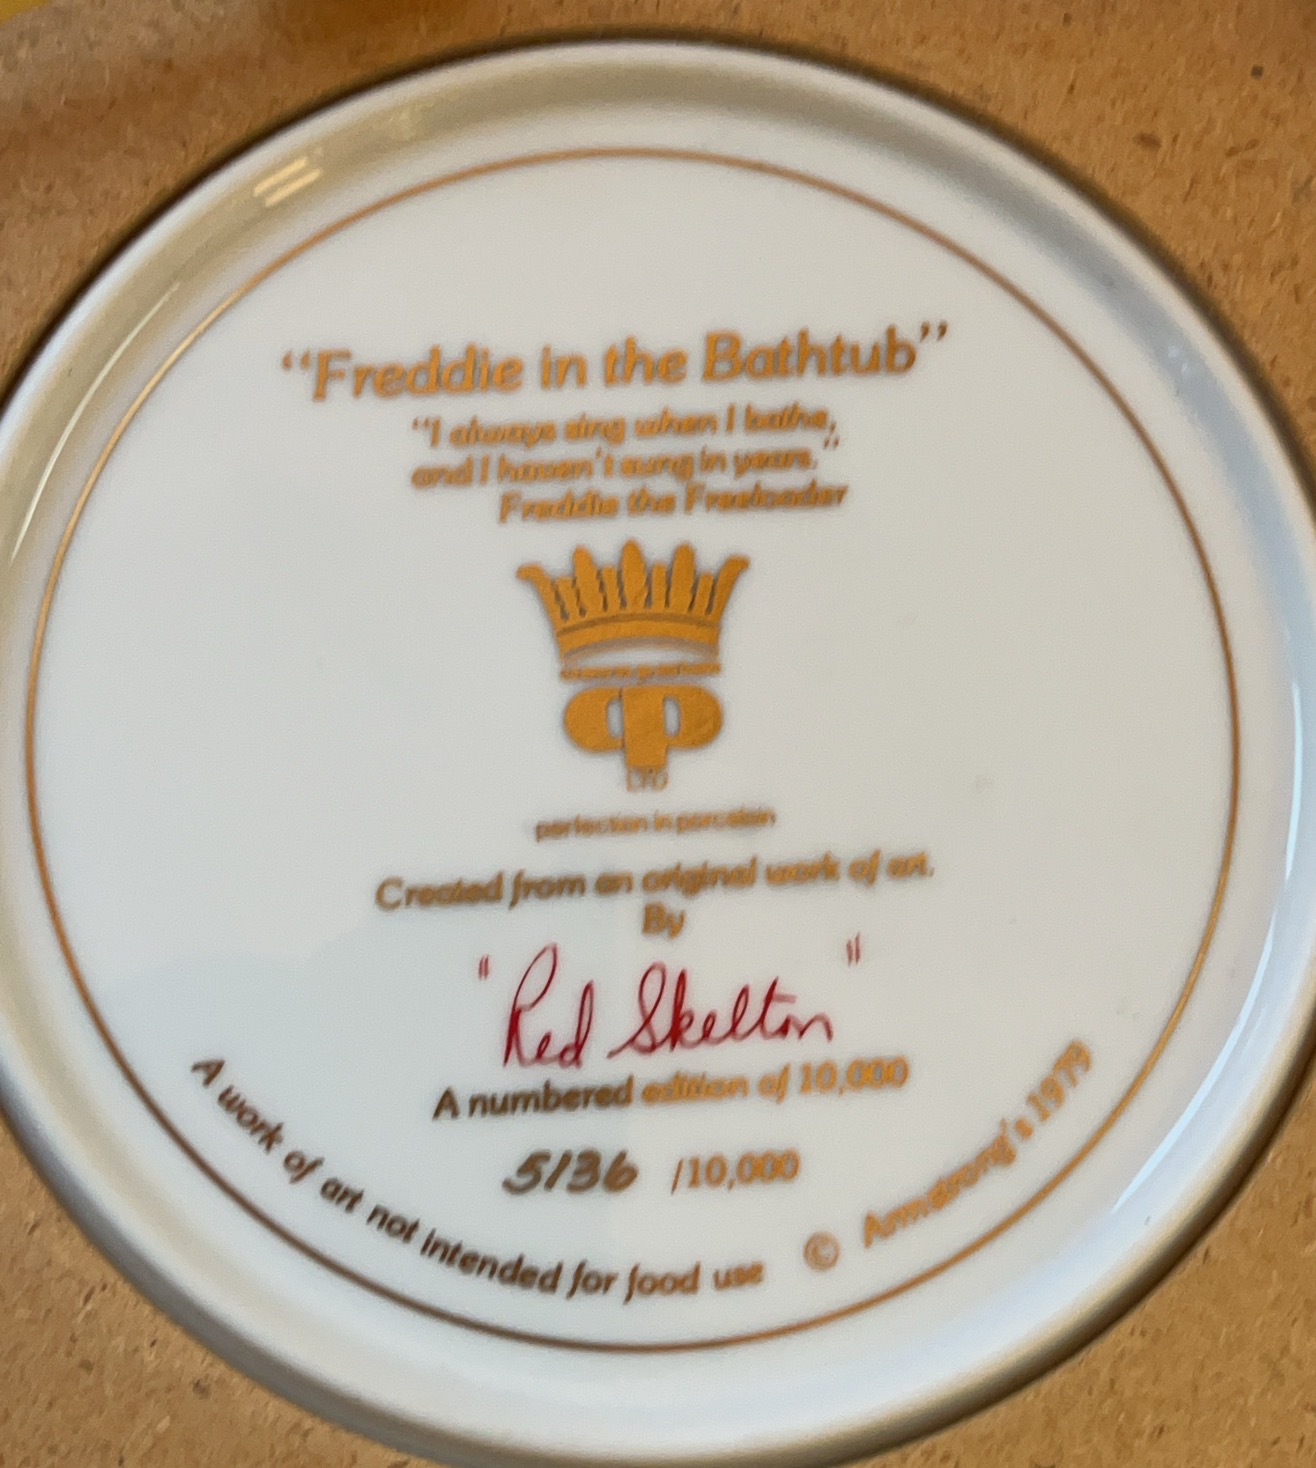 “Freddie in the Bathtub”
“I always sing when I bathe,
and I haven't sung in years.”
Freddie the Freeloader
LTD
perfection in porcelain
Created from an original work of art.
By
"Red Skelton"
A numbered edition of 10,000
5136 /10,000
A work of art not intended for food use © Armstrong's 1979